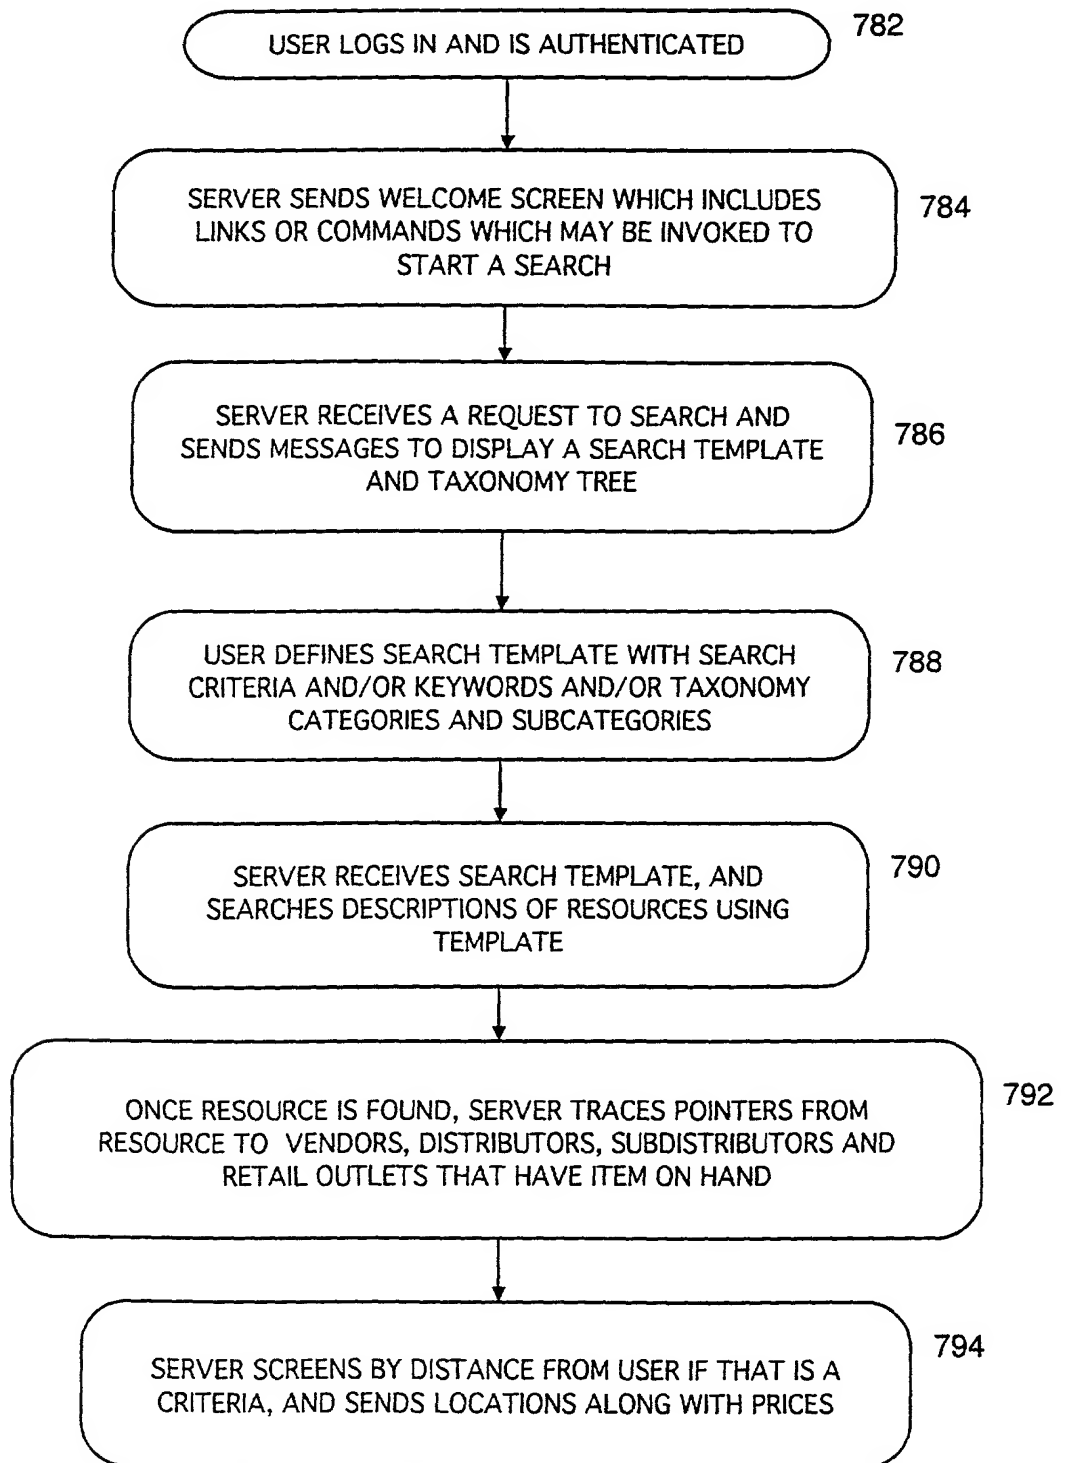 USER LOGS IN AND IS AUTHENTICATED
782
SERVER SENDS WELCOME SCREEN WHICH INCLUDES
LINKS OR COMMANDS WHICH MAY BE INVOKED TO
START A SEARCH
784
SERVER RECEIVES A REQUEST TO SEARCH AND
SENDS MESSAGES TO DISPLAY A SEARCH TEMPLATE
AND TAXONOMY TREE
786
USER DEFINES SEARCH TEMPLATE WITH SEARCH
CRITERIA AND/OR KEYWORDS AND/OR TAXONOMY
CATEGORIES AND SUBCATEGORIES
788
SERVER RECEIVES SEARCH TEMPLATE, AND
SEARCHES DESCRIPTIONS OF RESOURCES USING
TEMPLATE
790
ONCE RESOURCE IS FOUND, SERVER TRACES POINTERS FROM
RESOURCE TO VENDORS, DISTRIBUTORS, SUBDISTRIBUTORS AND
RETAIL OUTLETS THAT HAVE ITEM ON HAND
792
SERVER SCREENS BY DISTANCE FROM USER IF THAT IS A
CRITERIA, AND SENDS LOCATIONS ALONG WITH PRICES
794